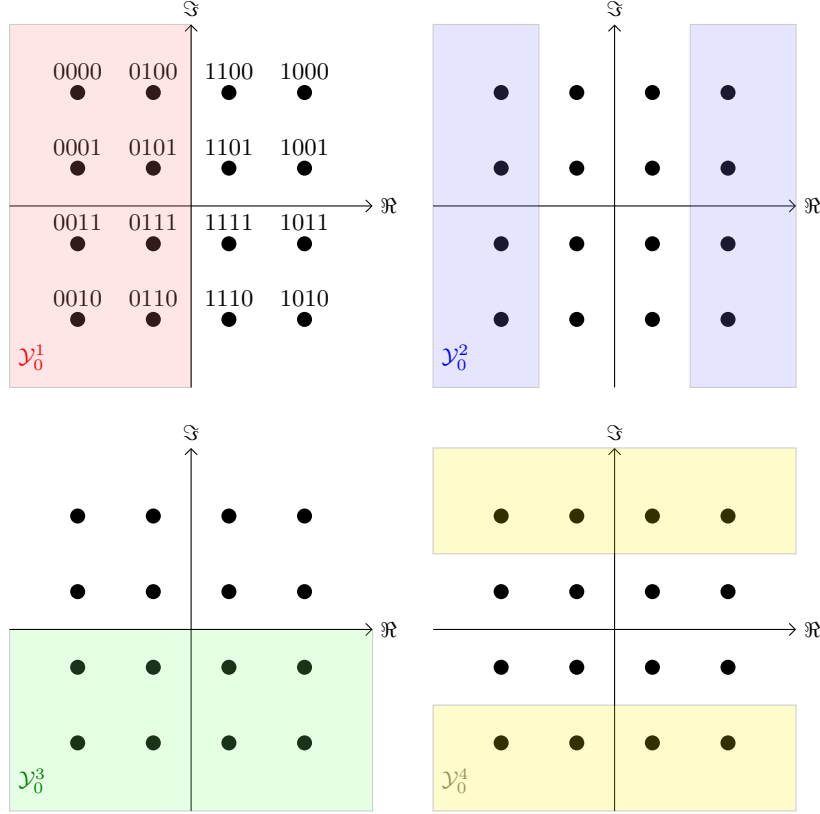 ℑ ℑ
0000 0100 1100 1000
0001 0101 1101 1001
ℜ ℜ
0011 0111 1111 1011
0010 0110 1110 1010
𝒴₀¹ 𝒴₀²
ℑ ℑ
ℜ ℜ
𝒴₀³ 𝒴₀⁴